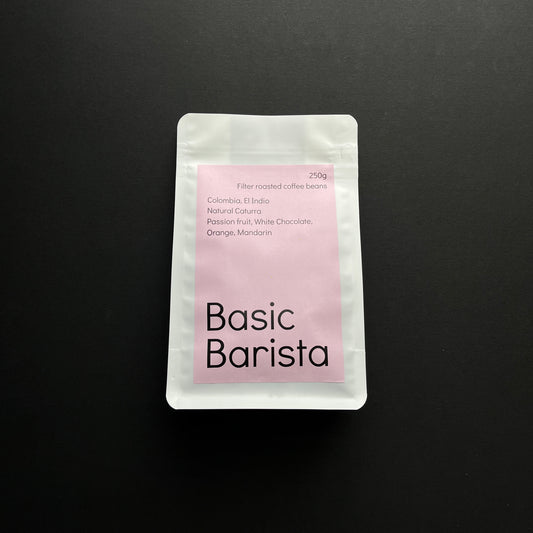 250g
Filter roasted coffee beans
Colombia, El Indio
Natural Caturra
Passion fruit, White Chocolate,
Orange, Mandarin
Basic
Barista